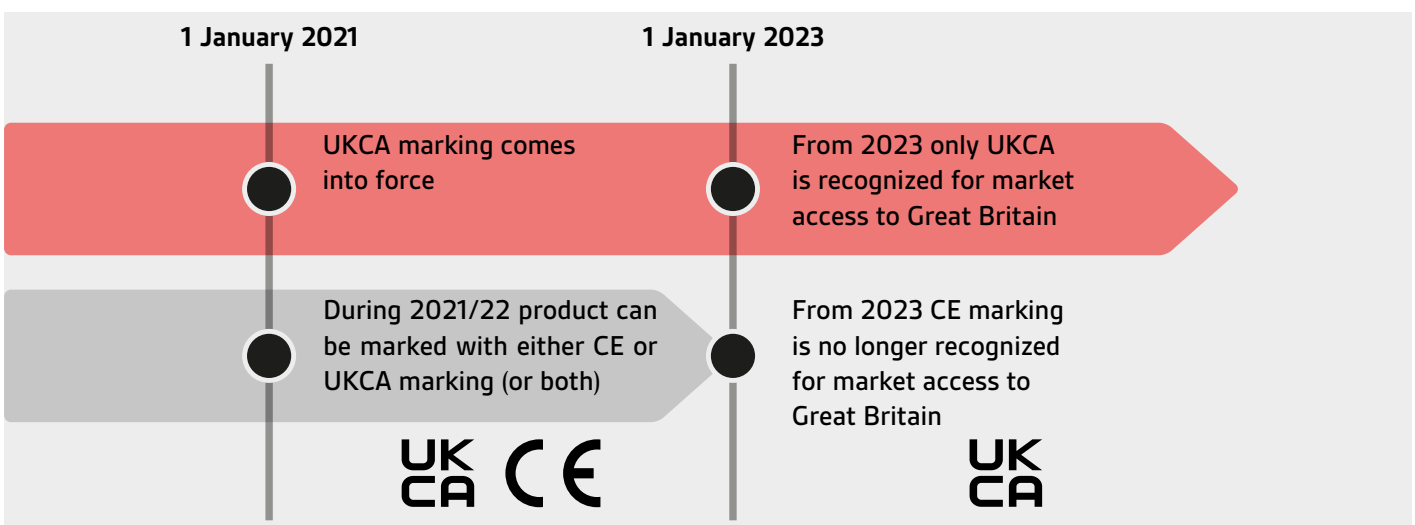 1 January 2021
1 January 2023
UKCA marking comes
into force
From 2023 only UKCA
is recognized for market
access to Great Britain
During 2021/22 product can
be marked with either CE or
UKCA marking (or both)
From 2023 CE marking
is no longer recognized
for market access to
Great Britain
UK
CA
CE
UK
CA